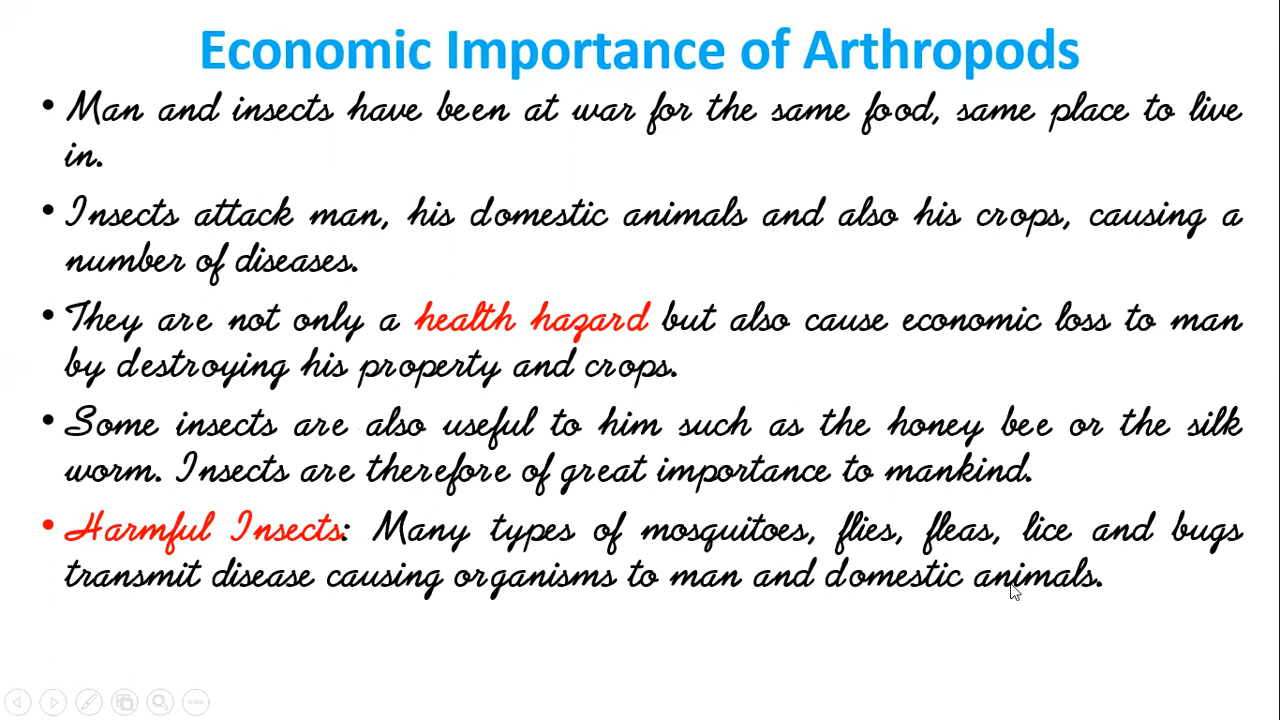 Economic Importance of Arthropods
• Man and insects have been at war for the same food, same place to live
in.
• Insects attack man, his domestic animals and also his crops, causing a
number of diseases.
• They are not only a health hazard but also cause economic loss to man
by destroying his property and crops.
• Some insects are also useful to him such as the honey bee or the silk
worm. Insects are therefore of great importance to mankind.
• Harmful Insects: Many types of mosquitoes, flies, fleas, lice and bugs
transmit disease causing organisms to man and domestic animals.